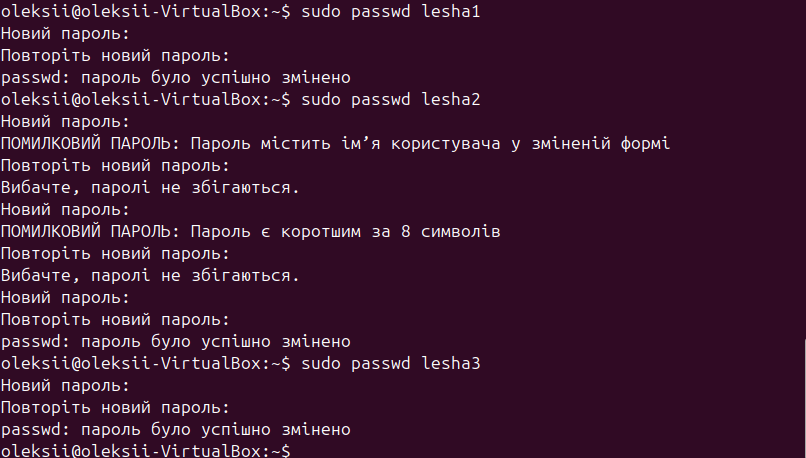 oleksii@oleksii-VirtualBox:~$ sudo passwd lesha1
Новий пароль:
Повторіть новий пароль:
passwd: пароль було успішно змінено
oleksii@oleksii-VirtualBox:~$ sudo passwd lesha2
Новий пароль:
ПОМИЛКОВИЙ ПАРОЛЬ: Пароль містить ім’я користувача у зміненій формі
Повторіть новий пароль:
Вибачте, паролі не збігаються.
Новий пароль:
ПОМИЛКОВИЙ ПАРОЛЬ: Пароль є коротшим за 8 символів
Повторіть новий пароль:
Вибачте, паролі не збігаються.
Новий пароль:
Повторіть новий пароль:
passwd: пароль було успішно змінено
oleksii@oleksii-VirtualBox:~$ sudo passwd lesha3
Новий пароль:
Повторіть новий пароль:
passwd: пароль було успішно змінено
oleksii@oleksii-VirtualBox:~$